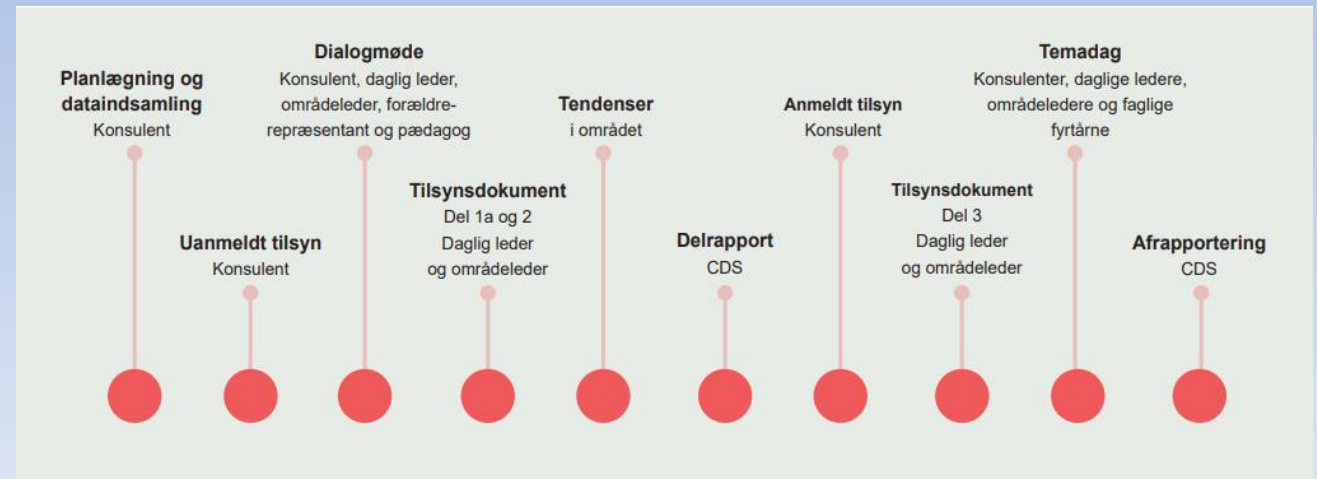 Planlægning og
dataindsamling
Konsulent
Uanmeldt tilsyn
Konsulent
Dialogmøde
Konsulent, daglig leder,
områdeleder, forældre-
repræsentant og pædagog
Tilsynsdokument
Del 1a og 2
Daglig leder
og områdeleder
Tendenser
i området
Delrapport
CDS
Anmeldt tilsyn
Konsulent
Tilsynsdokument
Del 3
Daglig leder
og områdeleder
Temadag
Konsulenter, daglige ledere,
områdeledere og faglige
fyrtårne
Afrapportering
CDS